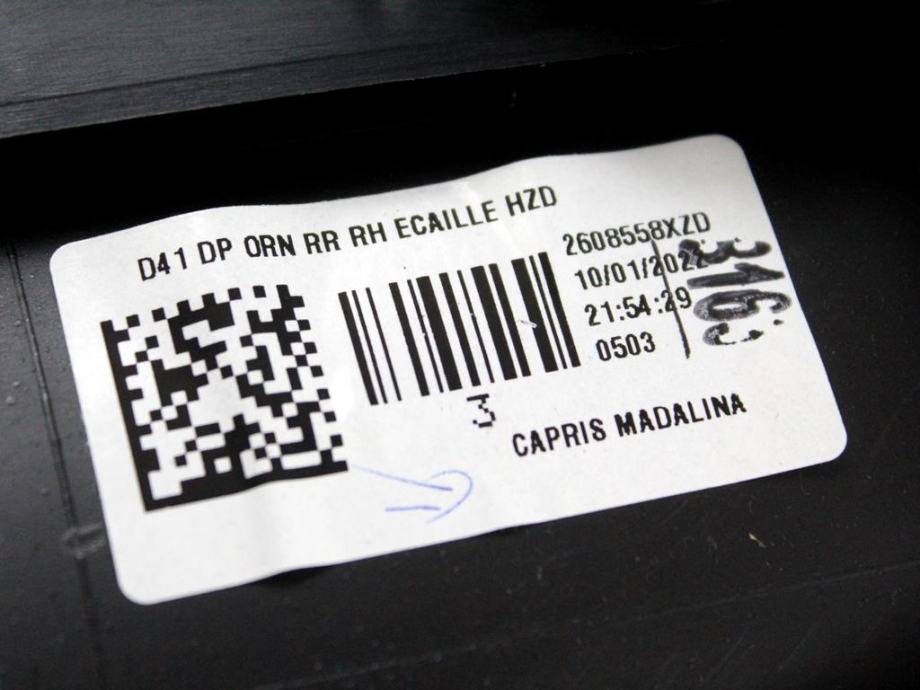 D41 DP ORN RR RH ECAILLE HZD
2608558XZD
10/01/2022
21:54:29
0503
3
CAPRIS MADALINA